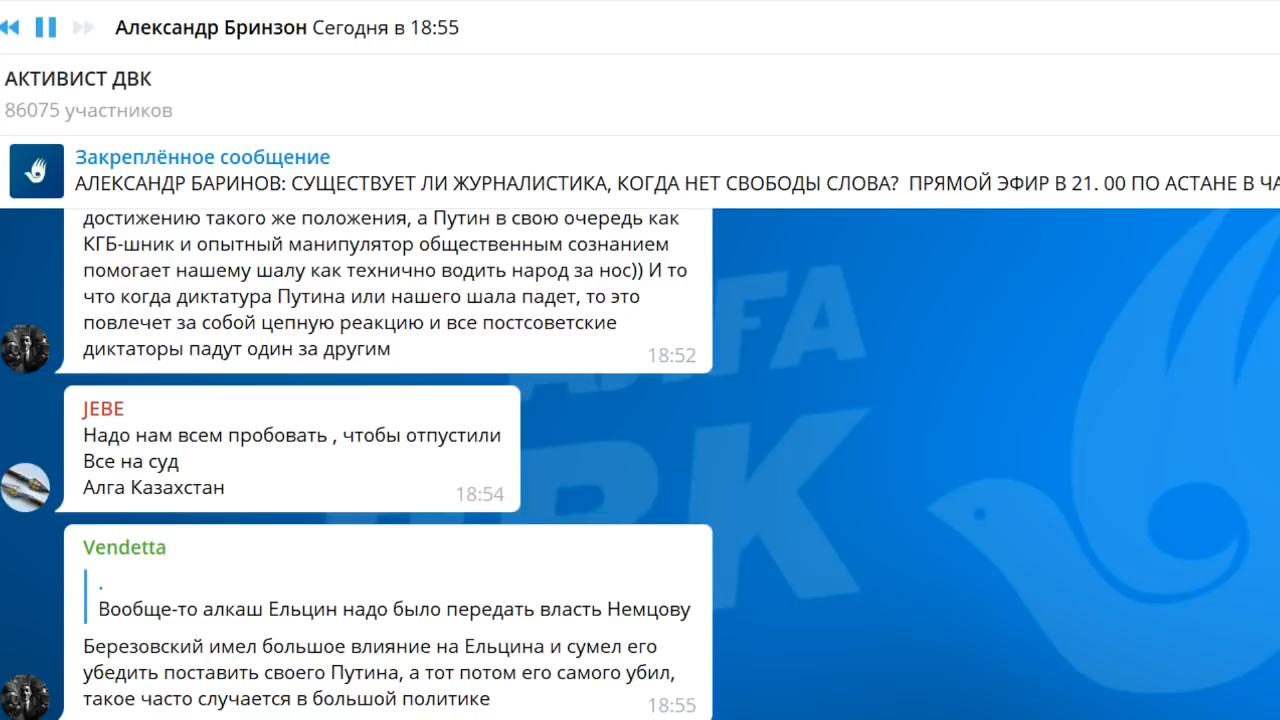 Александр Бринзон Сегодня в 18:55
АКТИВИСТ ДВК
86075 участников
Закреплённое сообщение
АЛЕКСАНДР БАРИНОВ: СУЩЕСТВУЕТ ЛИ ЖУРНАЛИСТИКА, КОГДА НЕТ СВОБОДЫ СЛОВА? ПРЯМОЙ ЭФИР В 21. 00 ПО АСТАНЕ В ЧА
достижению такого же положения, а Путин в свою очередь как
КГБ-шник и опытный манипулятор общественным сознанием
помогает нашему шалу как технично водить народ за нос)) И то
что когда диктатура Путина или нашего шала падет, то это
повлечет за собой цепную реакцию и все постсоветские
диктаторы падут один за другим
18:52
JEBE
Надо нам всем пробовать , чтобы отпустили
Все на суд
Алга Казахстан
18:54
Vendetta
.
Вообще-то алкаш Ельцин надо было передать власть Немцову
Березовский имел большое влияние на Ельцина и сумел его
убедить поставить своего Путина, а тот потом его самого убил,
такое часто случается в большой политике
18:55